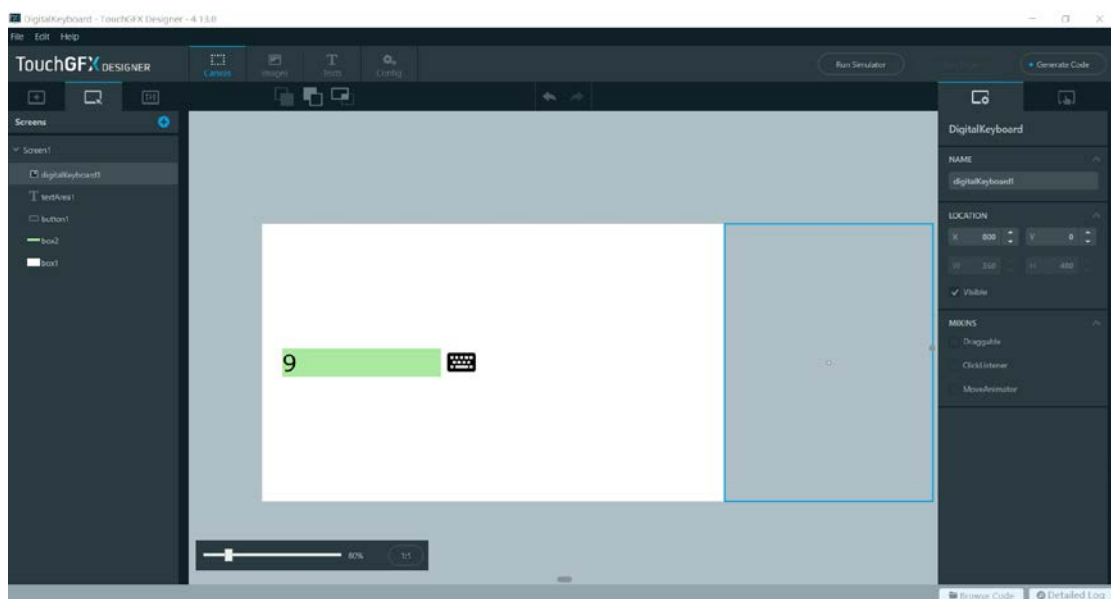 DigitalKeyboard - TouchGFX Designer - 4.13.0
File Edit Help
TouchGFX DESIGNER
Canvas Images Texts Config
Run Simulator
Generate Code
Screens
Screen1
digitalKeyboard1
textArea1
button1
box2
box1
9
80% 1:1
DigitalKeyboard
NAME
digitalKeyboard1
LOCATION
X 800 Y 0
W 360 H 480
Visible
MIXINS
Draggable
ClickListener
MoveAnimator
Browse Code Detailed Log